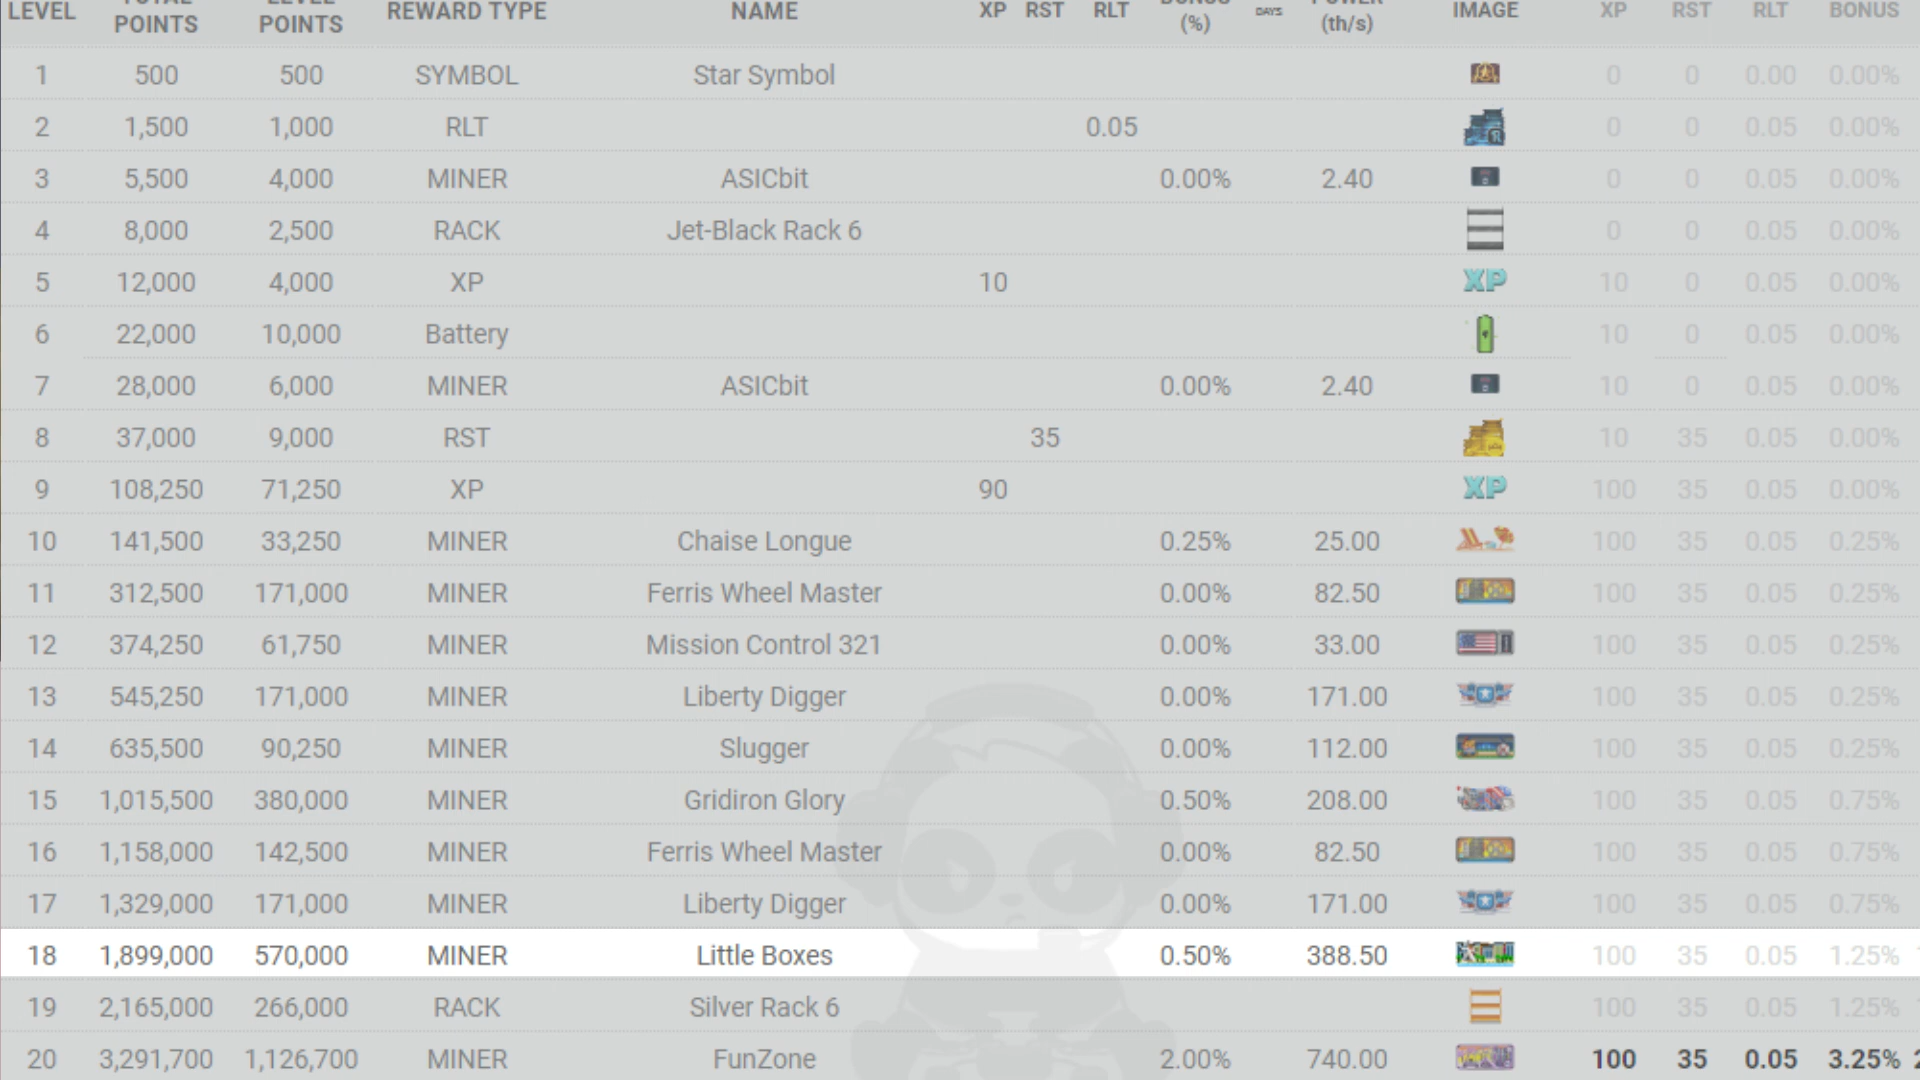 LEVEL POINTS LEVEL POINTS REWARD TYPE NAME XP RST RLT BONUS (%) DAYS POWER (th/s) IMAGE XP RST RLT BONUS
1 500 500 SYMBOL Star Symbol 0 0 0.00 0.00%
2 1,500 1,000 RLT 0.05 0 0 0.05 0.00%
3 5,500 4,000 MINER ASICbit 0.00% 2.40 0 0 0.05 0.00%
4 8,000 2,500 RACK Jet-Black Rack 6 0 0 0.05 0.00%
5 12,000 4,000 XP 10 XP 10 0 0.05 0.00%
6 22,000 10,000 Battery 10 0 0.05 0.00%
7 28,000 6,000 MINER ASICbit 0.00% 2.40 10 0 0.05 0.00%
8 37,000 9,000 RST 35 10 35 0.05 0.00%
9 108,250 71,250 XP 90 XP 100 35 0.05 0.00%
10 141,500 33,250 MINER Chaise Longue 0.25% 25.00 100 35 0.05 0.25%
11 312,500 171,000 MINER Ferris Wheel Master 0.00% 82.50 100 35 0.05 0.25%
12 374,250 61,750 MINER Mission Control 321 0.00% 33.00 100 35 0.05 0.25%
13 545,250 171,000 MINER Liberty Digger 0.00% 171.00 100 35 0.05 0.25%
14 635,500 90,250 MINER Slugger 0.00% 112.00 100 35 0.05 0.25%
15 1,015,500 380,000 MINER Gridiron Glory 0.50% 208.00 100 35 0.05 0.75%
16 1,158,000 142,500 MINER Ferris Wheel Master 0.00% 82.50 100 35 0.05 0.75%
17 1,329,000 171,000 MINER Liberty Digger 0.00% 171.00 100 35 0.05 0.75%
18 1,899,000 570,000 MINER Little Boxes 0.50% 388.50 100 35 0.05 1.25%
19 2,165,000 266,000 RACK Silver Rack 6 100 35 0.05 1.25%
20 3,291,700 1,126,700 MINER FunZone 2.00% 740.00 100 35 0.05 3.25%